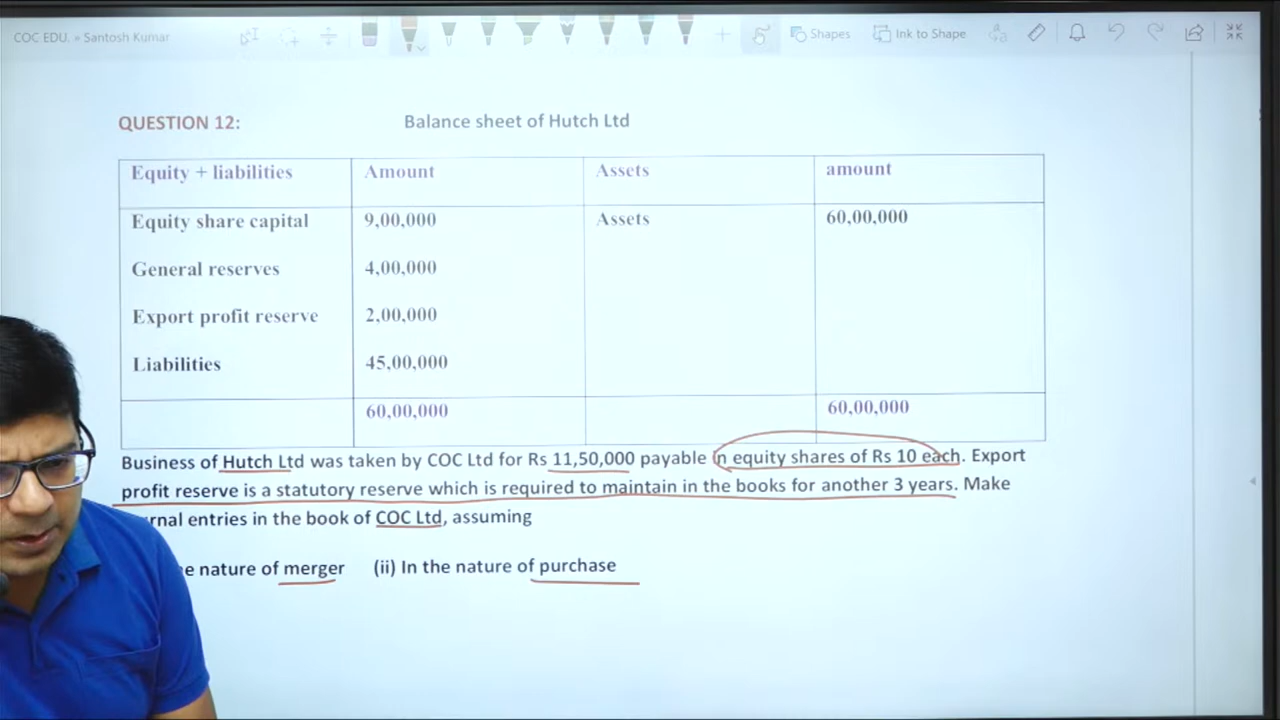 COC EDU. » Santosh Kumar
Shapes
Ink to Shape
QUESTION 12: Balance sheet of Hutch Ltd
Equity + liabilities Amount Assets amount
Equity share capital 9,00,000 Assets 60,00,000
General reserves 4,00,000
Export profit reserve 2,00,000
Liabilities 45,00,000
60,00,000 60,00,000
Business of Hutch Ltd was taken by COC Ltd for Rs 11,50,000 payable in equity shares of Rs 10 each. Export
profit reserve is a statutory reserve which is required to maintain in the books for another 3 years. Make
rnal entries in the book of COC Ltd, assuming
e nature of merger (ii) In the nature of purchase